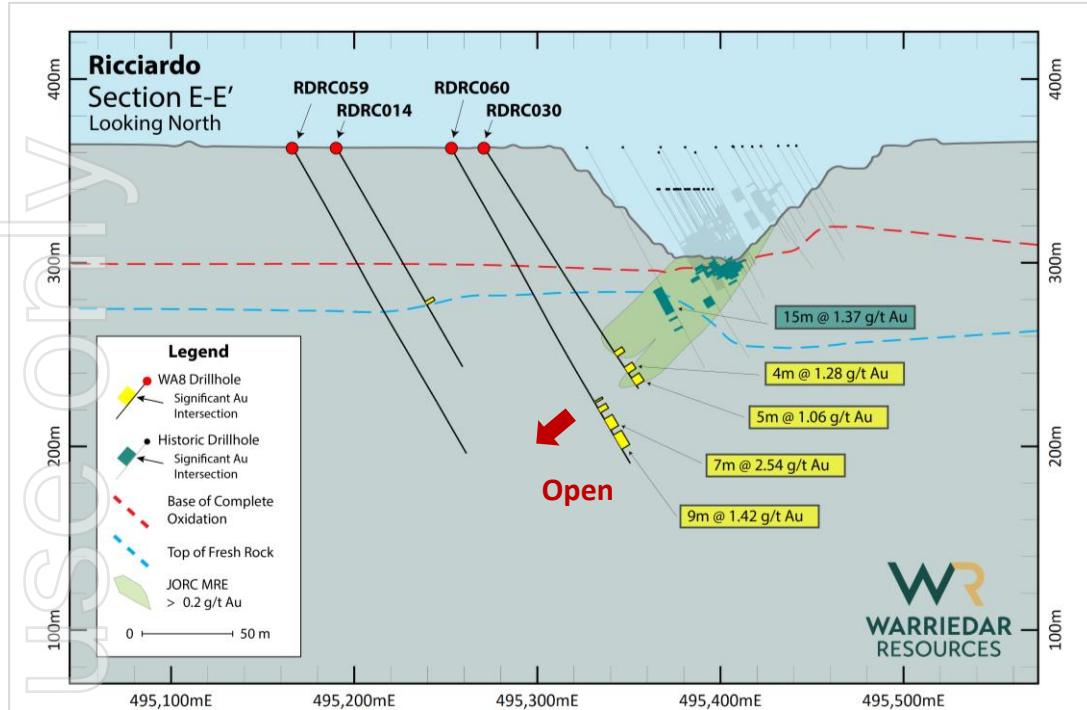 Ricciardo
Section E-E'
Looking North
RDRC059
RDRC014
RDRC060
RDRC030
400m
300m
200m
100m
400m
300m
200m
100m
15m @ 1.37 g/t Au
4m @ 1.28 g/t Au
5m @ 1.06 g/t Au
7m @ 2.54 g/t Au
9m @ 1.42 g/t Au
Open
Legend
WA8 Drillhole
Significant Au
Intersection
Historic Drillhole
Significant Au
Intersection
Base of Complete
Oxidation
Top of Fresh Rock
JORC MRE
> 0.2 g/t Au
0 50 m
WR
WARRIEDAR
RESOURCES
495,100mE
495,200mE
495,300mE
495,400mE
495,500mE
use only